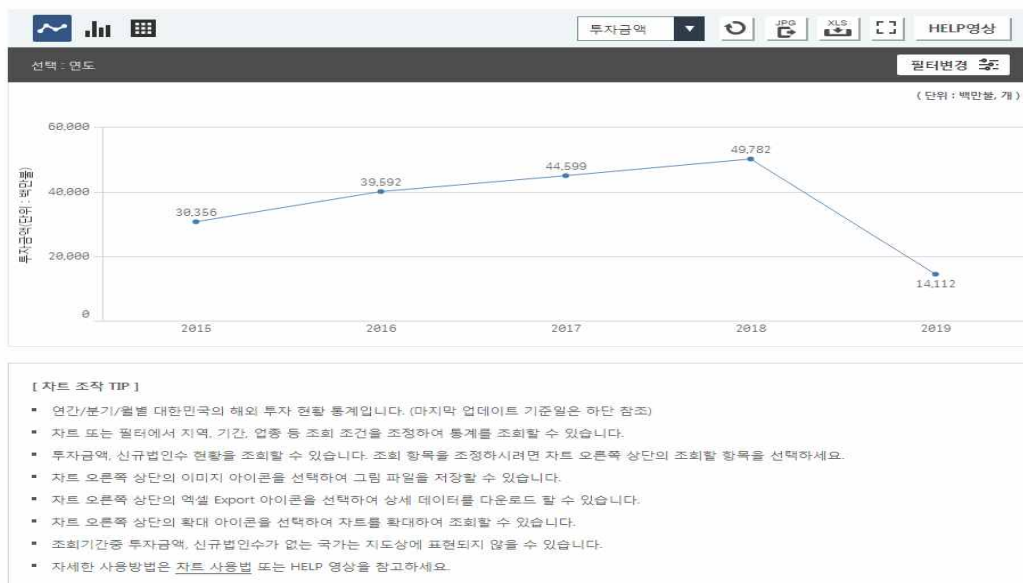 투자금액
JPG
XLS
HELP영상
선택 : 연도
필터변경
( 단위 : 백만불, 개 )
투자금액(단위 : 백만불)
60,000
40,000
20,000
0
30,356
39,592
44,599
49,782
14,112
2015
2016
2017
2018
2019
[ 차트 조작 TIP ]
▪ 연간/분기/월별 대한민국의 해외 투자 현황 통계입니다. (마지막 업데이트 기준일은 하단 참조)
▪ 차트 또는 필터에서 지역, 기간, 업종 등 조회 조건을 조정하여 통계를 조회할 수 있습니다.
▪ 투자금액, 신규법인수 현황을 조회할 수 있습니다. 조회 항목을 조정하시려면 차트 오른쪽 상단의 조회할 항목을 선택하세요.
▪ 차트 오른쪽 상단의 이미지 아이콘을 선택하여 그림 파일을 저장할 수 있습니다.
▪ 차트 오른쪽 상단의 엑셀 Export 아이콘을 선택하여 상세 데이터를 다운로드 할 수 있습니다.
▪ 차트 오른쪽 상단의 확대 아이콘을 선택하여 차트를 확대하여 조회할 수 있습니다.
▪ 조회기간중 투자금액, 신규법인수가 없는 국가는 지도상에 표현되지 않을 수 있습니다.
▪ 자세한 사용방법은 차트 사용법 또는 HELP 영상을 참고하세요.